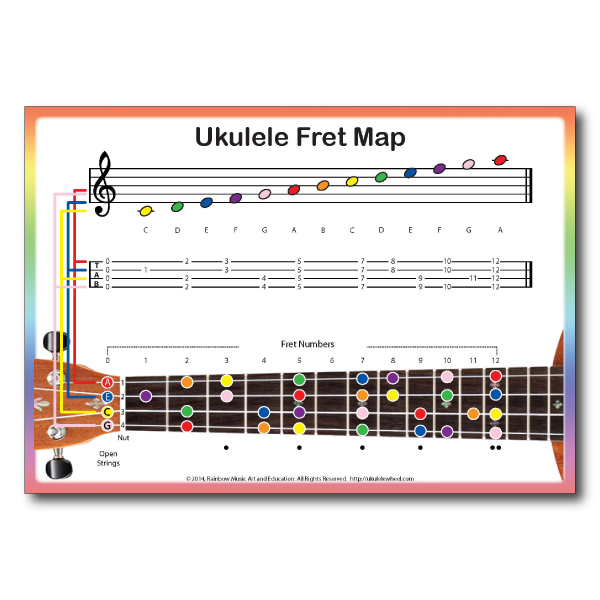 Ukulele Fret Map
C D E F G A B C D E F G A
T 0 2 3 5 7 8 10 12
A 0 1 3 5 7 8 10 12
A 0 2 4 5 7 9 11 12
B 0 2 4 5 7 9 10 12
Fret Numbers
0 1 2 3 4 5 6 7 8 9 10 11 12
A 1
E 2
C 3
G 4
Nut
Open
Strings
© 2014, Rainbow Music Art and Education. All Rights Reserved. http://ukulelewheel.com